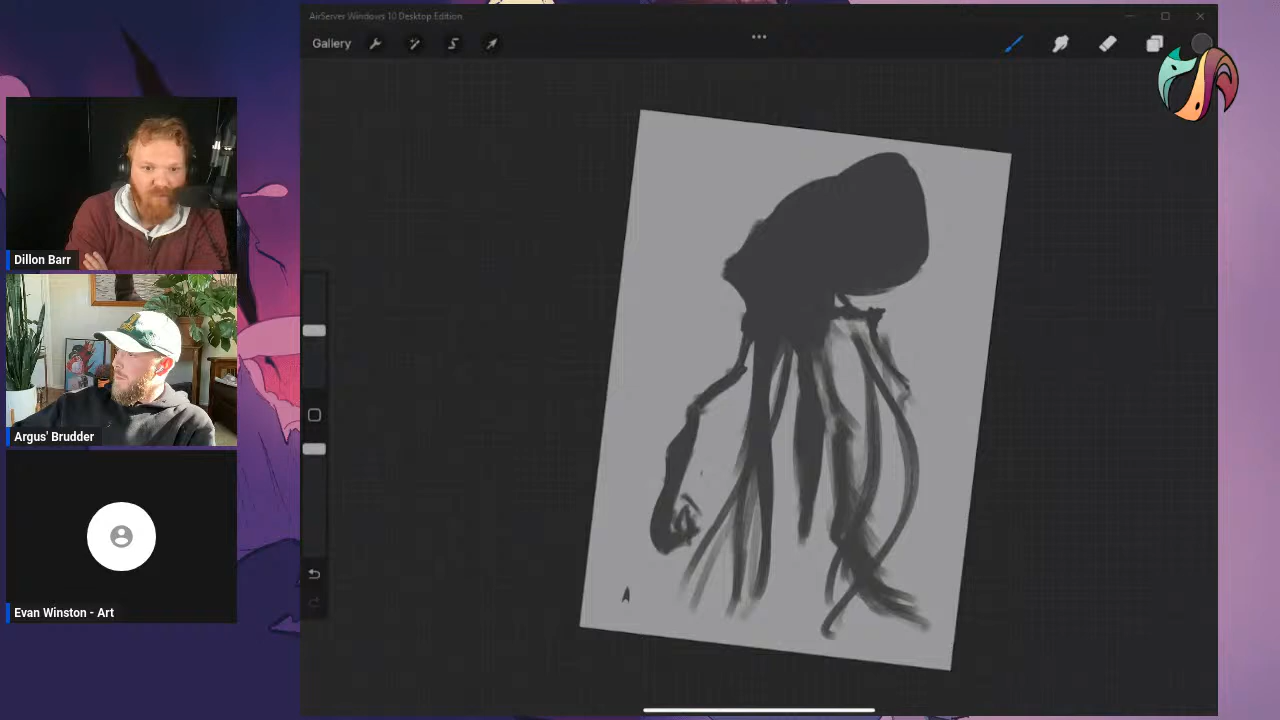 AirServer Windows 10 Desktop Edition
Gallery
Dillon Barr
Argus' Brudder
Evan Winston - Art